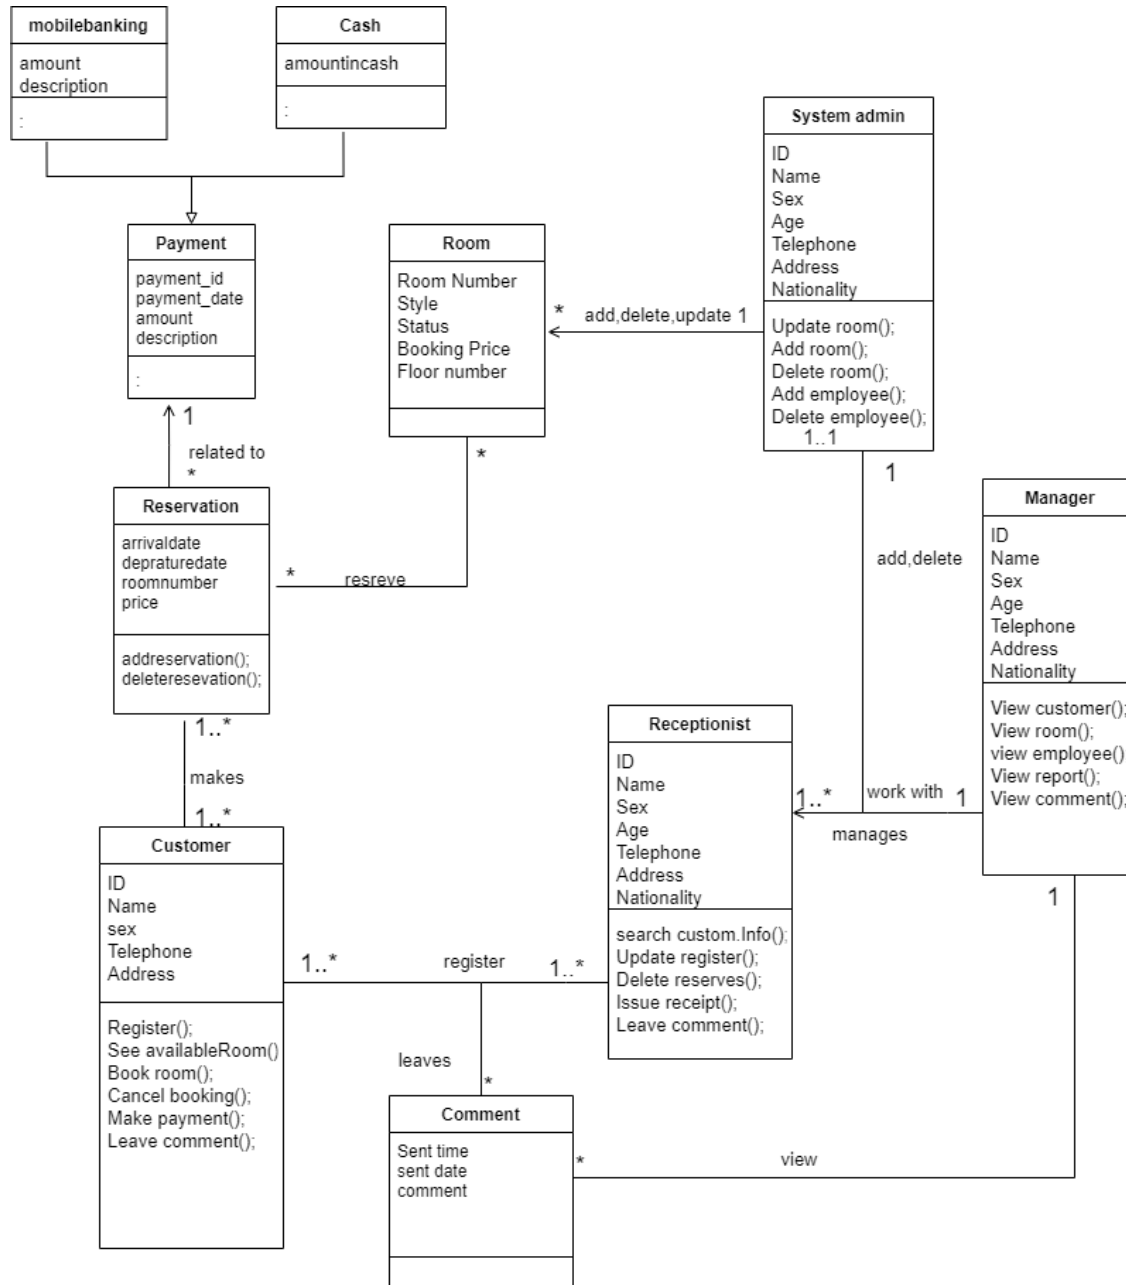 mobilebanking
amount
description
:
Cash
amountincash
:
System admin
ID
Name
Sex
Age
Telephone
Address
Nationality
Update room();
Add room();
Delete room();
Add employee();
Delete employee();
1..1
1
Payment
payment_id
payment_date
amount
description
:
Room
Room Number
Style
Status
Booking Price
Floor number
* add,delete,update 1
1
related to
*
*
Reservation
arrivaldate
depraturedate
roomnumber
price
addreservation();
deleteresevation();
* resreve
add,delete
Manager
ID
Name
Sex
Age
Telephone
Address
Nationality
View customer();
View room();
view employee()
View report();
View comment();
1..*
makes
1..*
Receptionist
ID
Name
Sex
Age
Telephone
Address
Nationality
search custom.Info();
Update register();
Delete reserves();
Issue receipt();
Leave comment();
1..* work with 1
manages
1
Customer
ID
Name
sex
Telephone
Address
Register();
See availableRoom()
Book room();
Cancel booking();
Make payment();
Leave comment();
1..* register 1..*
leaves
*
Comment
Sent time
sent date
comment
* view